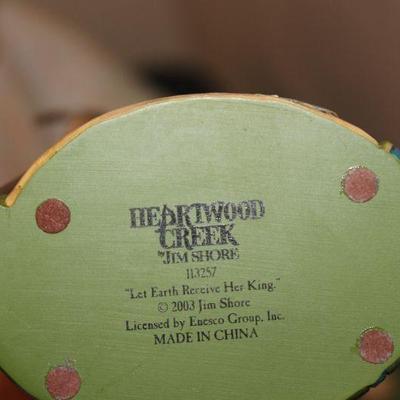 HEARTWOOD
CREEK
by JIM SHORE
113257
"Let Earth Receive Her King."
© 2003 Jim Shore
Licensed by Enesco Group, Inc.
MADE IN CHINA